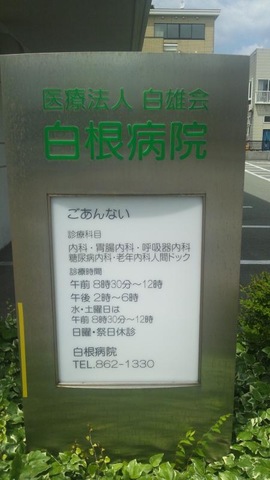 医療法人 白雄会
白根病院
ごあんない
診療科目
内科・胃腸内科・呼吸器内科
糖尿病内科・老年内科人間ドック
診療時間
午前 8時30分〜12時
午後 2時〜6時
水・土曜日は
午前 8時30分〜12時
日曜・祭日休診
白根病院
TEL.862-1330